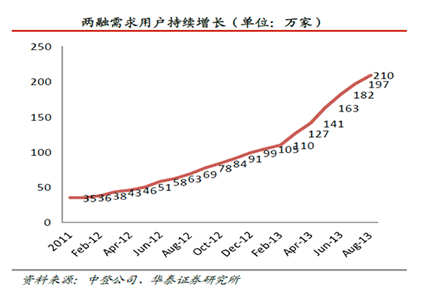 两融需求用户持续增长（单位：万家）
250
200
150
100
50
0
35 36 38 43 46 51 58 63 69 78 84 91 99 105 110 127 141 163 182 197 210
2011 Feb-12 Apr-12 Jun-12 Aug-12 Oct-12 Dec-12 Feb-13 Apr-13 Jun-13 Aug-13
资料来源：中登公司、华泰证券研究所